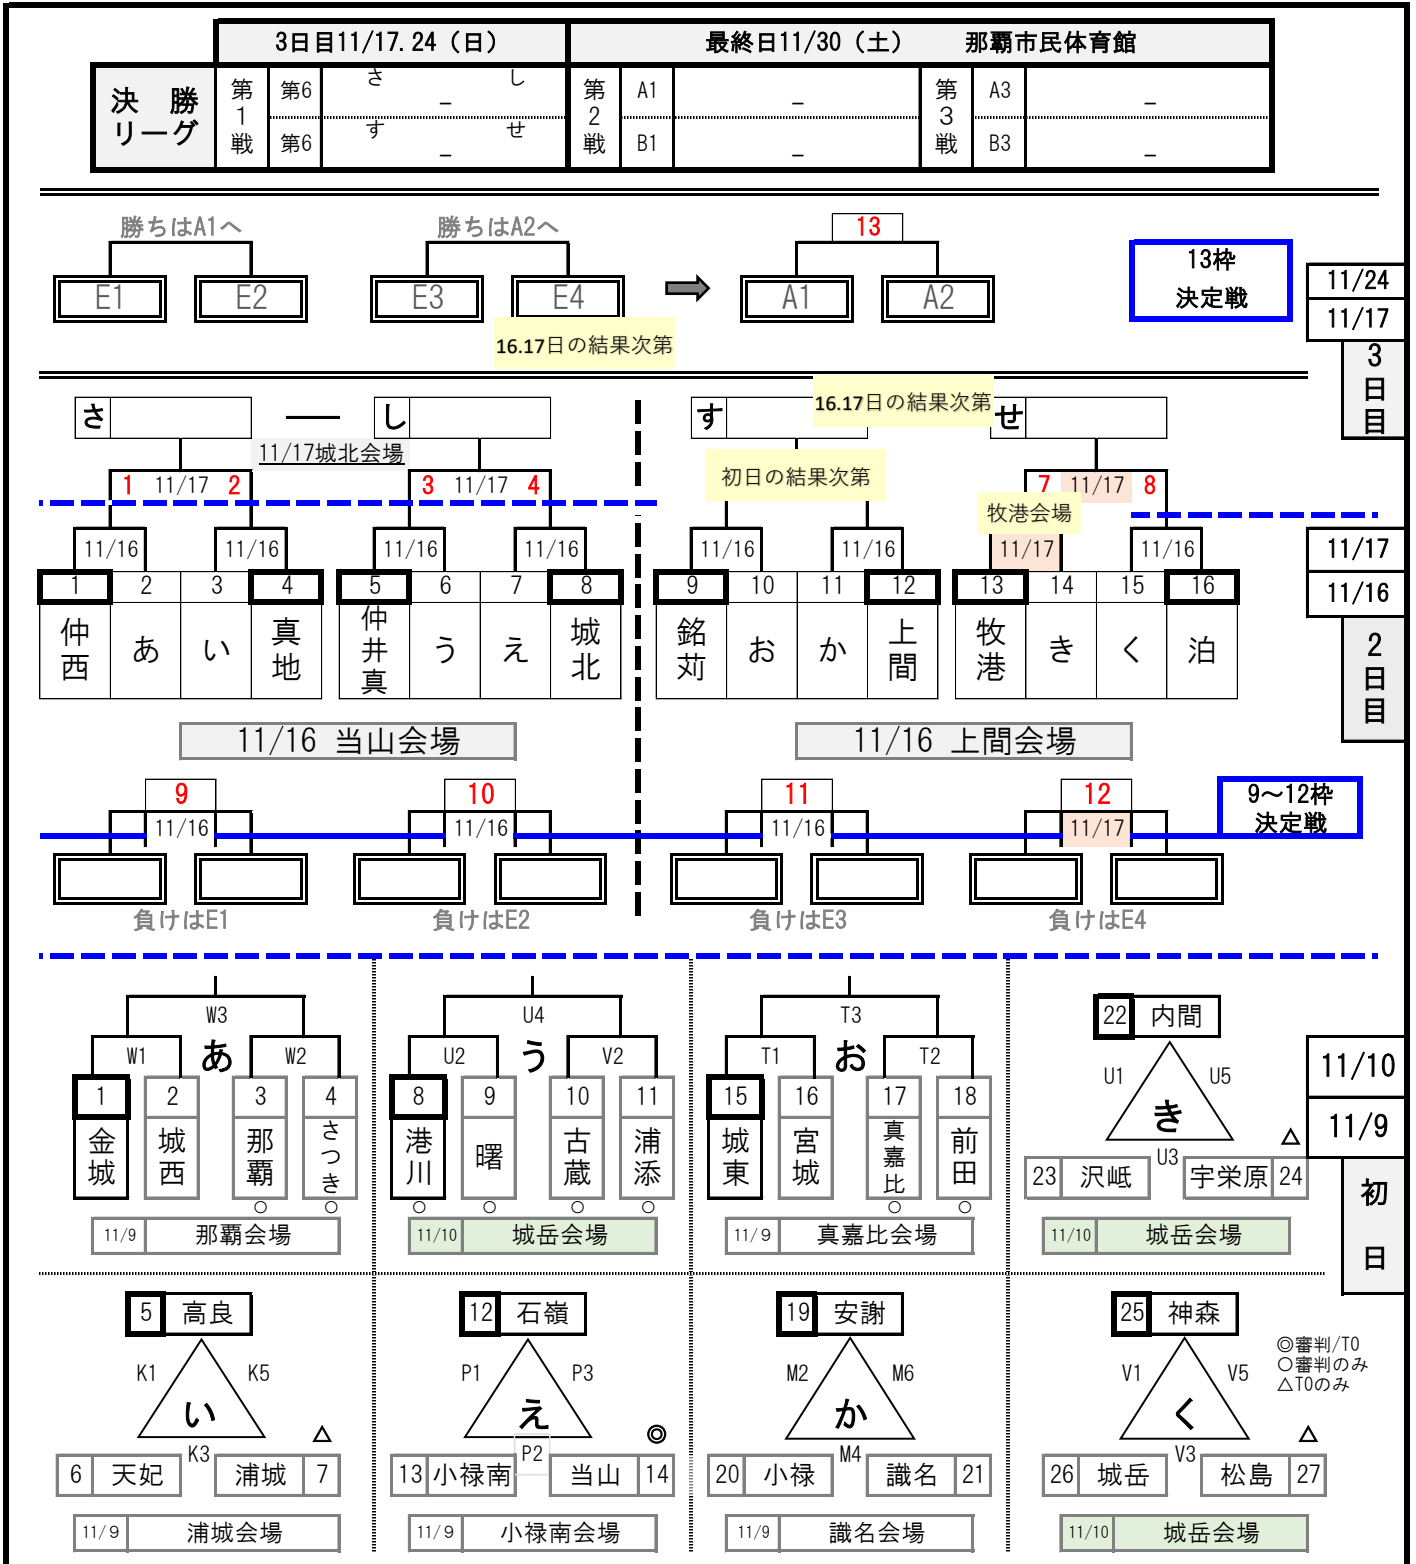 3日目11/17.24（日）
最終日11/30（土）　那覇市民体育館
決　勝
リーグ
第1戦
第6 さ _ し
第6 す _ せ
第2戦
A1 _
B1 _
第3戦
A3 _
B3 _
勝ちはA1へ
勝ちはA2へ
13
E1 E2 E3 E4 A1 A2
13枠
決定戦
11/24
11/17
3日目
16.17日の結果次第
16.17日の結果次第
さ し す せ
11/17城北会場
初日の結果次第
1 11/17 2 3 11/17 4 7 11/17 8
牧港会場
11/16 11/16 11/16 11/16 11/16 11/16 11/17 11/16
11/17
11/16
2日目
1 2 3 4 5 6 7 8 9 10 11 12 13 14 15 16
仲西 あ い 真地 仲井真 う え 城北 銘苅 お か 上間 牧港 き く 泊
11/16 当山会場
11/16 上間会場
9 10 11 12
11/16 11/16 11/16 11/17
9～12枠
決定戦
負けはE1 負けはE2 負けはE3 負けはE4
W3 U4 T3
W1 あ W2 U2 う V2 T1 お T2
22 内間
U1 き U5
U3 △
23 沢岻 宇栄原 24
11/10
11/9
初日
1 2 3 4 8 9 10 11 15 16 17 18
金城 城西 那覇 さつき 港川 曙 古蔵 浦添 城東 宮城 真嘉比 前田
○ ○ ○ ○ ○ ○ ○ ○
11/9 那覇会場
11/10 城岳会場
11/9 真嘉比会場
11/10 城岳会場
5 高良 12 石嶺 19 安謝 25 神森
◎審判/TO
○審判のみ
△TOのみ
K1 い K5 P1 え P3 M2 か M6 V1 く V5
K3 △ P2 ◎ M4 V3 △
6 天妃 浦城 7 13 小禄南 当山 14 20 小禄 識名 21 26 城岳 松島 27
11/9 浦城会場
11/9 小禄南会場
11/9 識名会場
11/10 城岳会場